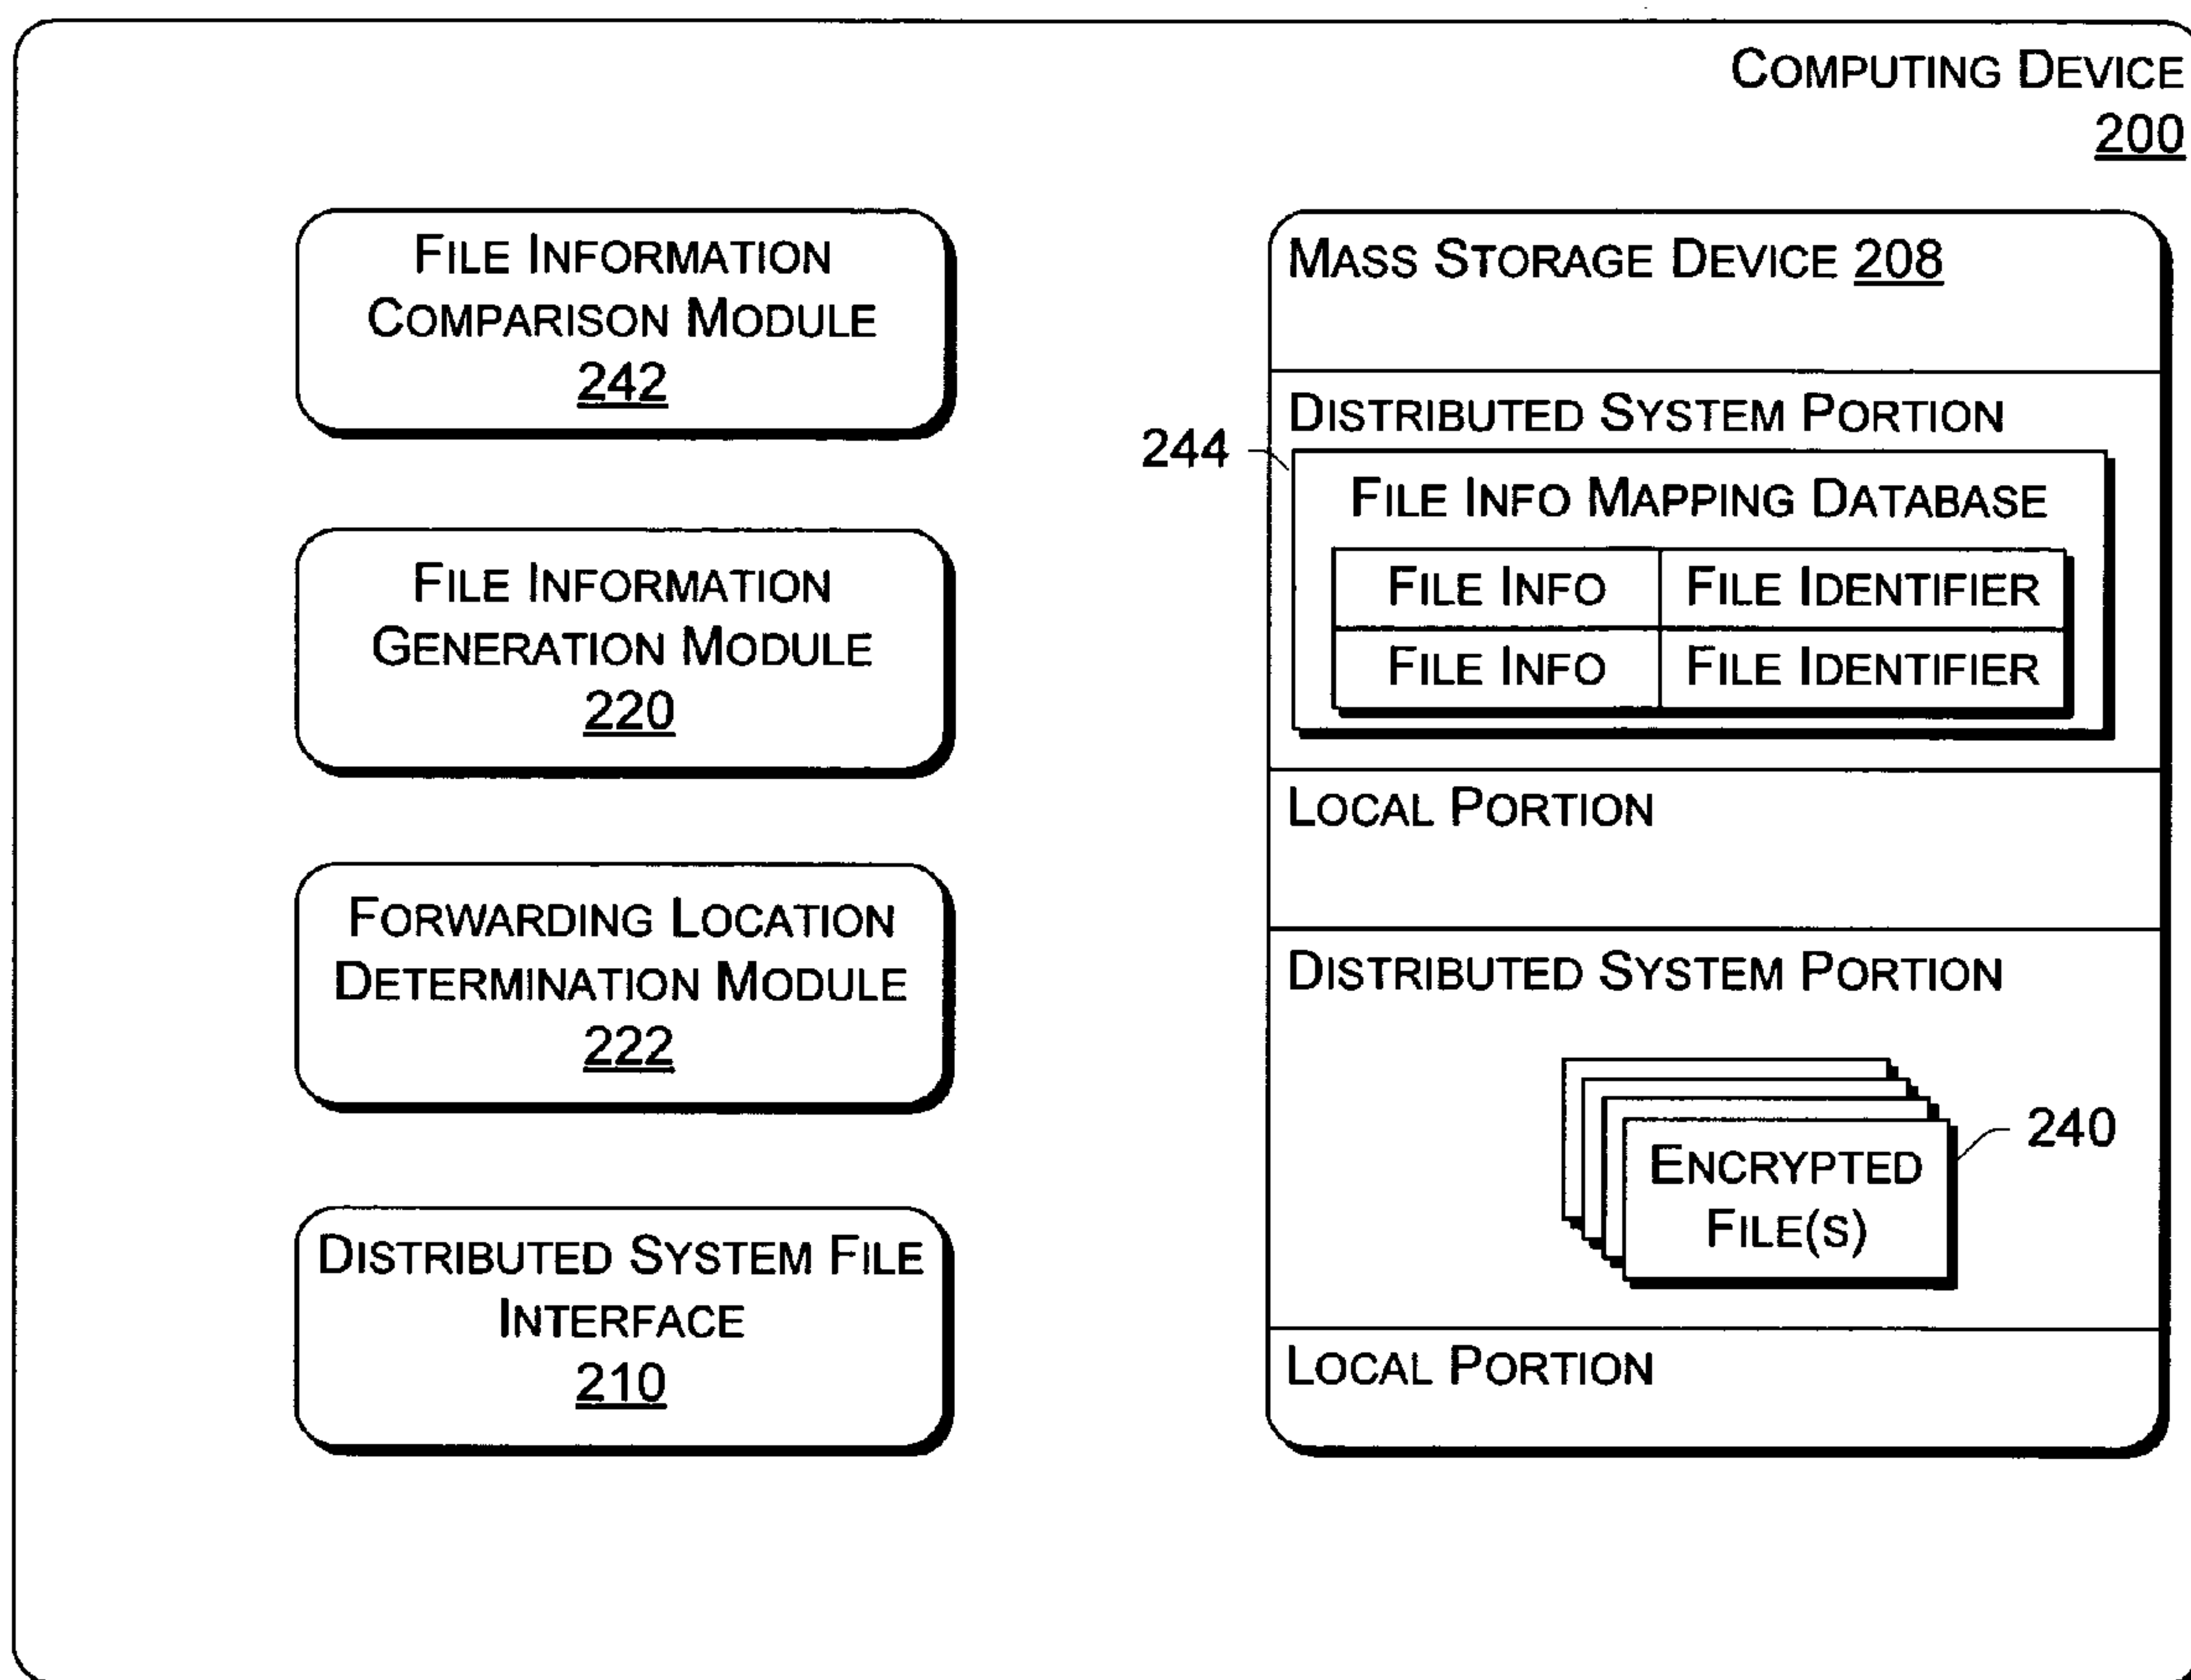 COMPUTING DEVICE
200
FILE INFORMATION
COMPARISON MODULE
242
FILE INFORMATION
GENERATION MODULE
220
FORWARDING LOCATION
DETERMINATION MODULE
222
DISTRIBUTED SYSTEM FILE
INTERFACE
210
MASS STORAGE DEVICE 208
DISTRIBUTED SYSTEM PORTION
244
FILE INFO MAPPING DATABASE
FILE INFO FILE IDENTIFIER
FILE INFO FILE IDENTIFIER
LOCAL PORTION
DISTRIBUTED SYSTEM PORTION
240
ENCRYPTED
FILE(S)
LOCAL PORTION